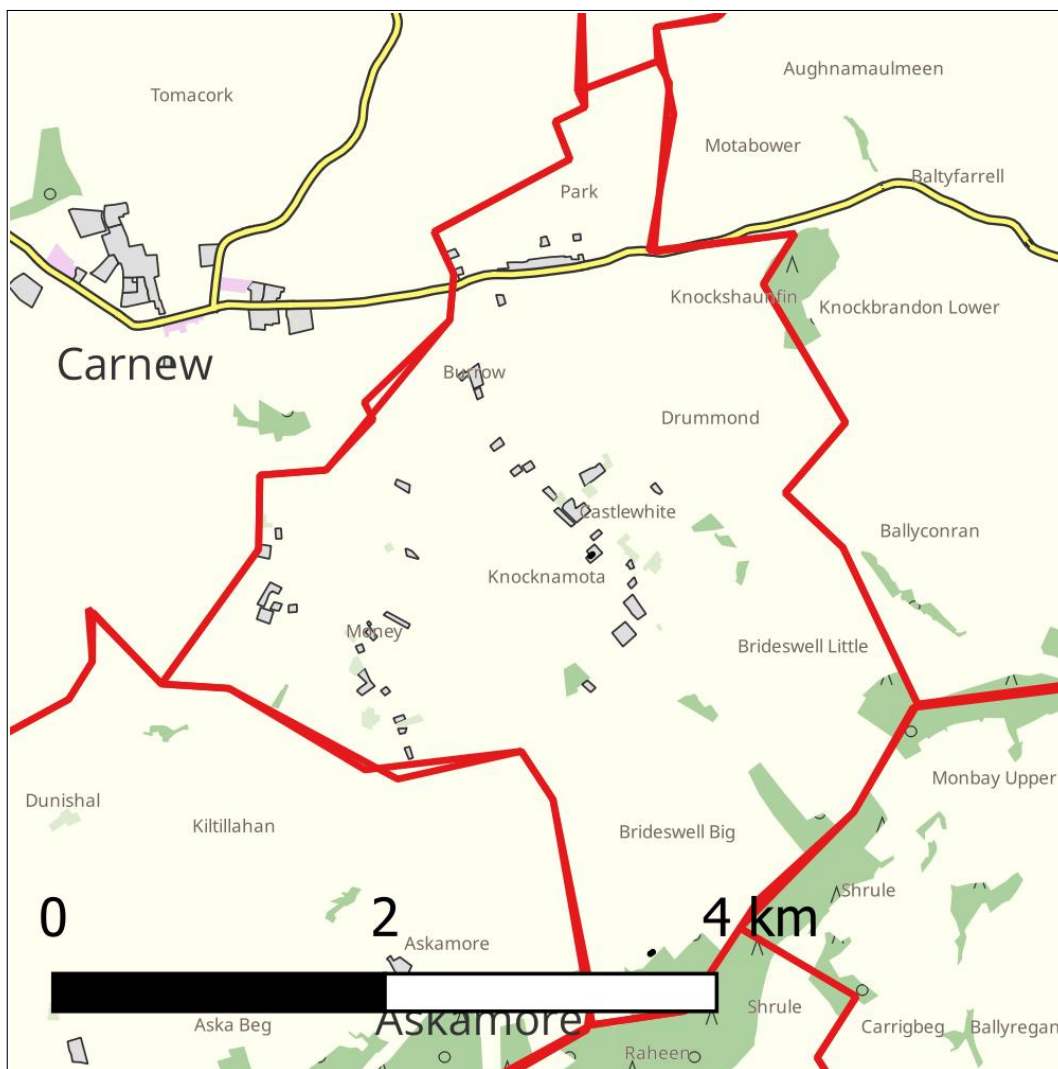 Aughnamaulmeen
Tomacork
Motabower
Baltyfarrell
Park
Knockshaunfin
Knockbrandon Lower
Carnew
Burrow
Drummond
Castlewhite
Ballyconran
Knocknamota
Money
Brideswell Little
Monbay Upper
Dunishal
Kiltillahan
Brideswell Big
Shrule
0 2 4 km
Askamore
Shrule
Askamore
Aska Beg
Carrigbeg
Ballyregan
Raheen